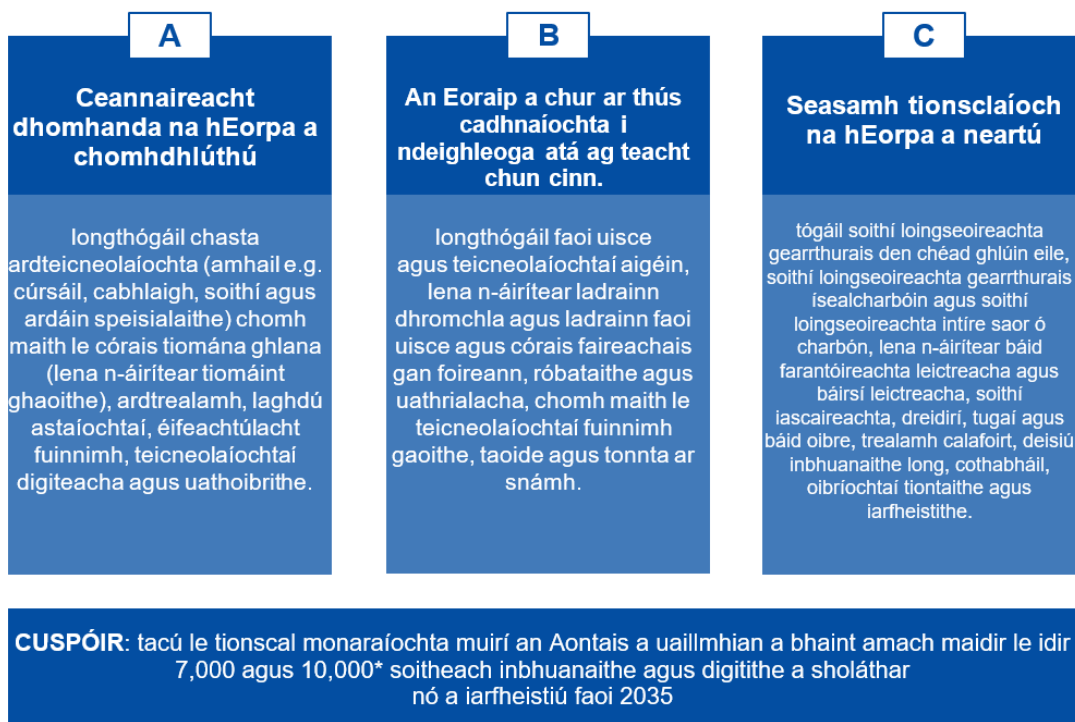 A
Ceannaireacht
dhomhanda na hEorpa a
chomhdhlúthú
longthógáil chasta
ardteicneolaíochta (amhail e.g.
cúrsáil, cabhlaigh, soithí agus
ardáin speisialaithe) chomh
maith le córais tiomána ghlana
(lena n-áirítear tiomáint
ghaoithe), ardtrealamh, laghdú
astaíochtaí, éifeachtúlacht
fuinnimh, teicneolaíochtaí
digiteacha agus uathoibrithe.
B
An Eoraip a chur ar thús
cadhnaíochta i
ndeighleoga atá ag teacht
chun cinn.
longthógáil faoi uisce
agus teicneolaíochtaí aigéin,
lena n-áirítear ladrainn
dhromchla agus ladrainn faoi
uisce agus córais faireachais
gan foireann, róbataithe agus
uathrialacha, chomh maith le
teicneolaíochtaí fuinnimh
gaoithe, taoide agus tonnta ar
snámh.
C
Seasamh tionsclaíoch
na hEorpa a neartú
tógáil soithí loingseoireachta
gearrthurais den chéad ghlúin eile,
soithí loingseoireachta gearrthurais
ísealcharbóin agus soithí
loingseoireachta intíre saor ó
charbón, lena n-áirítear báid
farantóireachta leictreacha agus
báirsí leictreacha, soithí
iascaireachta, dreidirí, tugaí agus
báid oibre, trealamh calafoirt, deisiú
inbhuanaithe long, cothabháil,
oibríochtaí tiontaithe agus
iarfheistithe.
CUSPÓIR: tacú le tionscal monaraíochta muirí an Aontais a uaillmhian a bhaint amach maidir le idir
7,000 agus 10,000* soitheach inbhuanaithe agus digitithe a sholáthar
nó a iarfheistiú faoi 2035